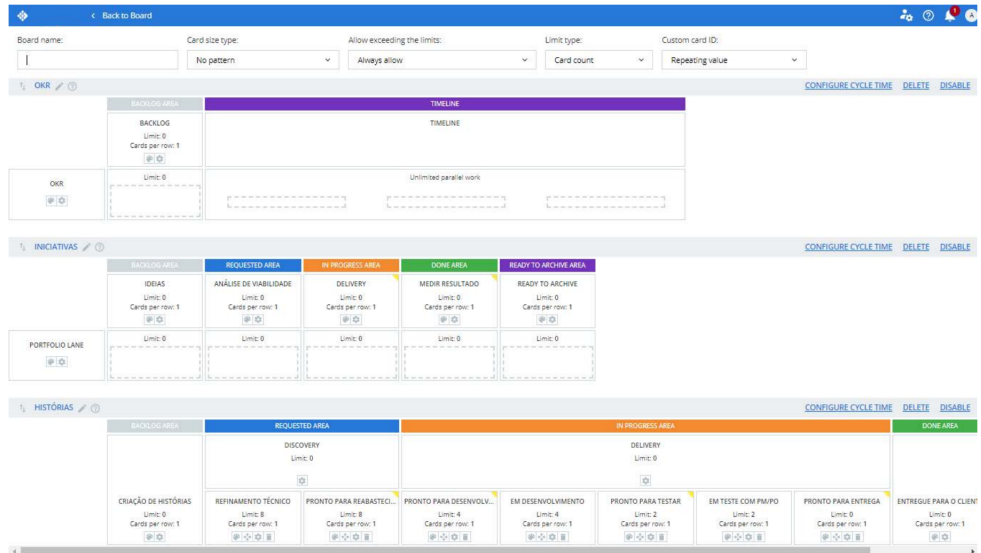 Back to Board
1
A
Board name:
Card size type:
Allow exceeding the limits:
Limit type:
Custom card ID:
No pattern
Always allow
Card count
Repeating value
OKR
CONFIGURE CYCLE TIME DELETE DISABLE
BACKLOG AREA
TIMELINE
BACKLOG
Limit: 0
Cards per row: 1
TIMELINE
OKR
Limit: 0
Unlimited parallel work
INICIATIVAS
CONFIGURE CYCLE TIME DELETE DISABLE
BACKLOG AREA
REQUESTED AREA
IN PROGRESS AREA
DONE AREA
READY TO ARCHIVE AREA
IDEIAS
Limit: 0
Cards per row: 1
ANÁLISE DE VIABILIDADE
Limit: 0
Cards per row: 1
DELIVERY
Limit: 0
Cards per row: 1
MEDIR RESULTADO
Limit: 0
Cards per row: 1
READY TO ARCHIVE
Limit: 0
Cards per row: 1
PORTFOLIO LANE
Limit: 0
Limit: 0
Limit: 0
Limit: 0
Limit: 0
HISTÓRIAS
CONFIGURE CYCLE TIME DELETE DISABLE
BACKLOG AREA
REQUESTED AREA
IN PROGRESS AREA
DONE AREA
DISCOVERY
Limit: 0
DELIVERY
Limit: 0
CRIAÇÃO DE HISTÓRIAS
Limit: 0
Cards per row: 1
REFINAMENTO TÉCNICO
Limit: 8
Cards per row: 1
PRONTO PARA REABASTECI...
Limit: 8
Cards per row: 1
PRONTO PARA DESENVOLV...
Limit: 4
Cards per row: 1
EM DESENVOLVIMENTO
Limit: 4
Cards per row: 1
PRONTO PARA TESTAR
Limit: 2
Cards per row: 1
EM TESTE COM PM/PO
Limit: 2
Cards per row: 1
PRONTO PARA ENTREGA
Limit: 0
Cards per row: 1
ENTREGUE PARA O CLIENT
Limit: 0
Cards per row: 1